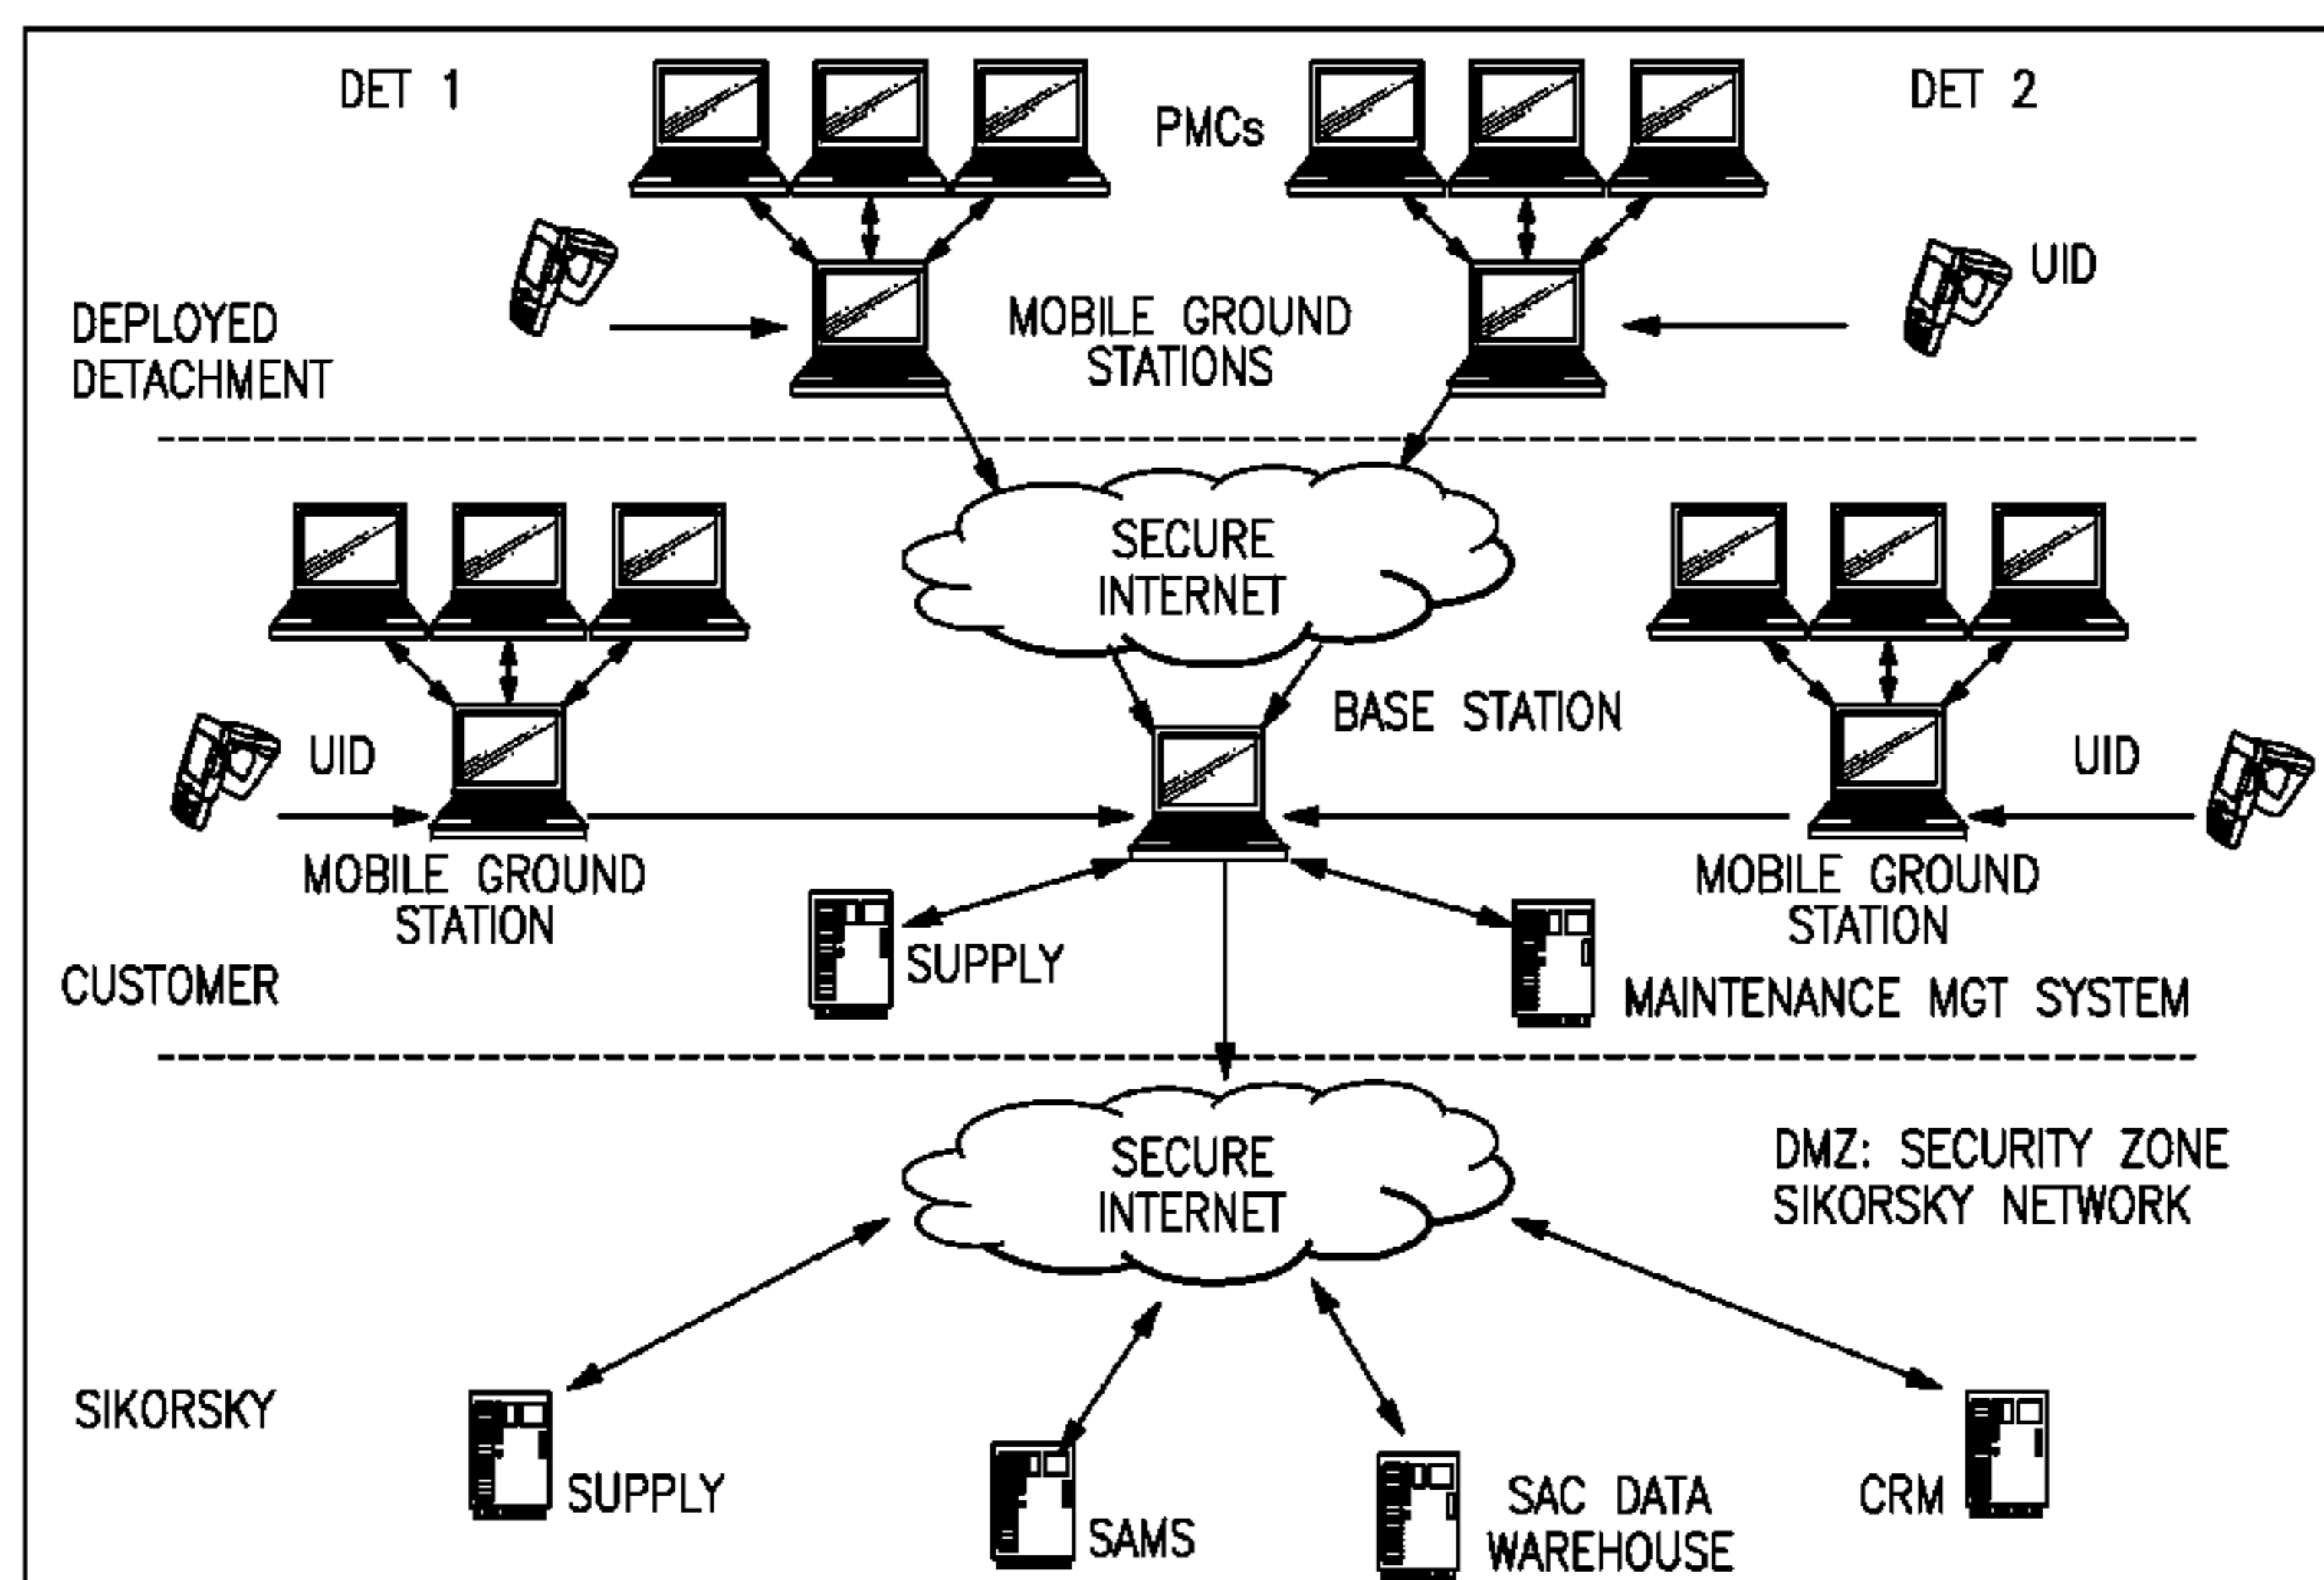 DET 1
PMCs
DET 2
UID
DEPLOYED
DETACHMENT
MOBILE GROUND
STATIONS
SECURE
INTERNET
BASE STATION
UID
UID
MOBILE GROUND
STATION
MOBILE GROUND
STATION
SUPPLY
CUSTOMER
MAINTENANCE MGT SYSTEM
SECURE
INTERNET
DMZ: SECURITY ZONE
SIKORSKY NETWORK
SIKORSKY
SUPPLY
SAMS
SAC DATA
WAREHOUSE
CRM